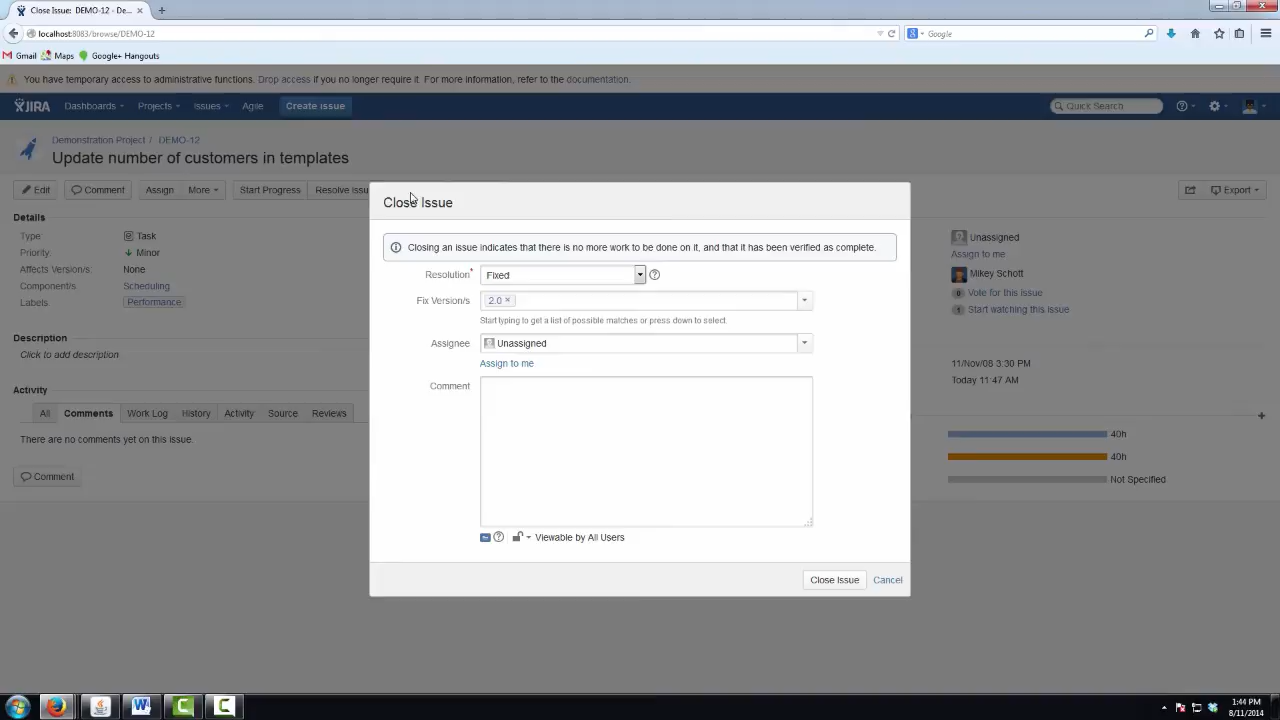 Close Issue: DEMO-12 - De...
localhost:8083/browse/DEMO-12
Google
Gmail Maps Google+ Hangouts
You have temporary access to administrative functions. Drop access if you no longer require it. For more information, refer to the documentation.
JIRA Dashboards Projects Issues Agile Create issue Quick Search
Demonstration Project / DEMO-12
Update number of customers in templates
Edit Comment Assign More Start Progress Resolve Issu Export
Close Issue
Closing an issue indicates that there is no more work to be done on it, and that it has been verified as complete.
Resolution* Fixed
Fix Version/s 2.0
Start typing to get a list of possible matches or press down to select.
Assignee Unassigned
Assign to me
Comment
Viewable by All Users
Close Issue Cancel
Details
Type: Task
Priority: Minor
Affects Version/s: None
Component/s: Scheduling
Labels: Performance
Description
Click to add description
Activity
All Comments Work Log History Activity Source Reviews
There are no comments yet on this issue.
Comment
Unassigned
Assign to me
Mikey Schott
0 Vote for this issue
1 Start watching this issue
11/Nov/08 3:30 PM
Today 11:47 AM
40h
40h
Not Specified
1:44 PM
8/11/2014